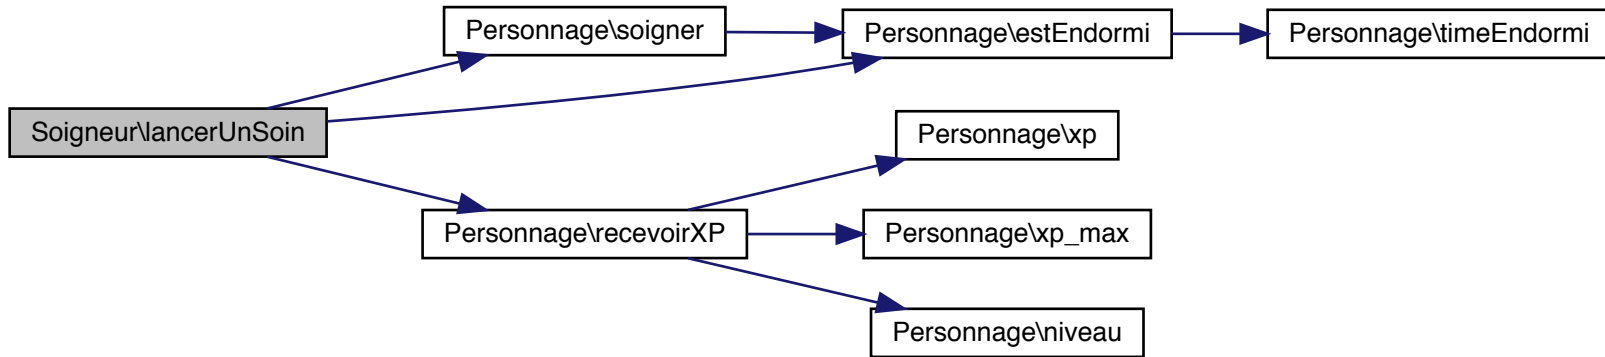 Personnage\soigner
Personnage\estEndormi
Personnage\timeEndormi
Soigneur\lancerUnSoin
Personnage\xp
Personnage\recevoirXP
Personnage\xp_max
Personnage\niveau